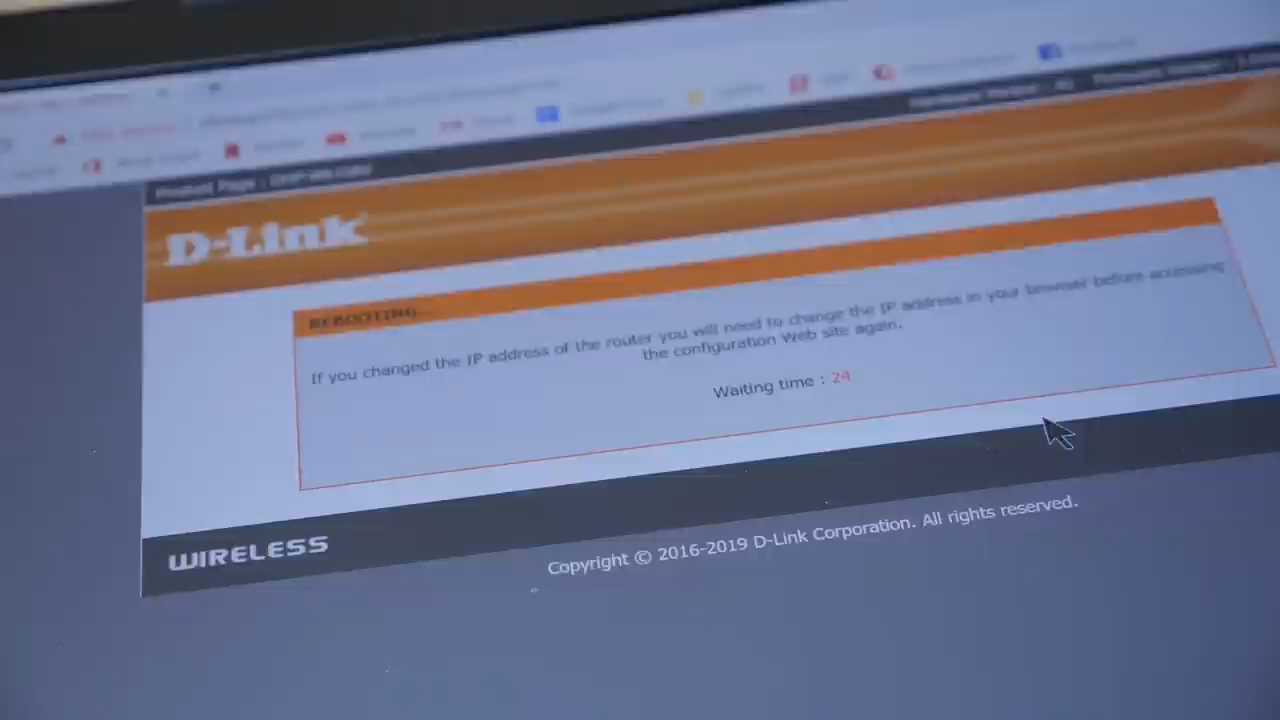 Product Page :
D-Link
REBOOTING...
If you changed the IP address of the router you will need to change the IP address in your browser before accessing
the configuration Web site again.
Waiting time : 24
WIRELESS
Copyright © 2016-2019 D-Link Corporation. All rights reserved.